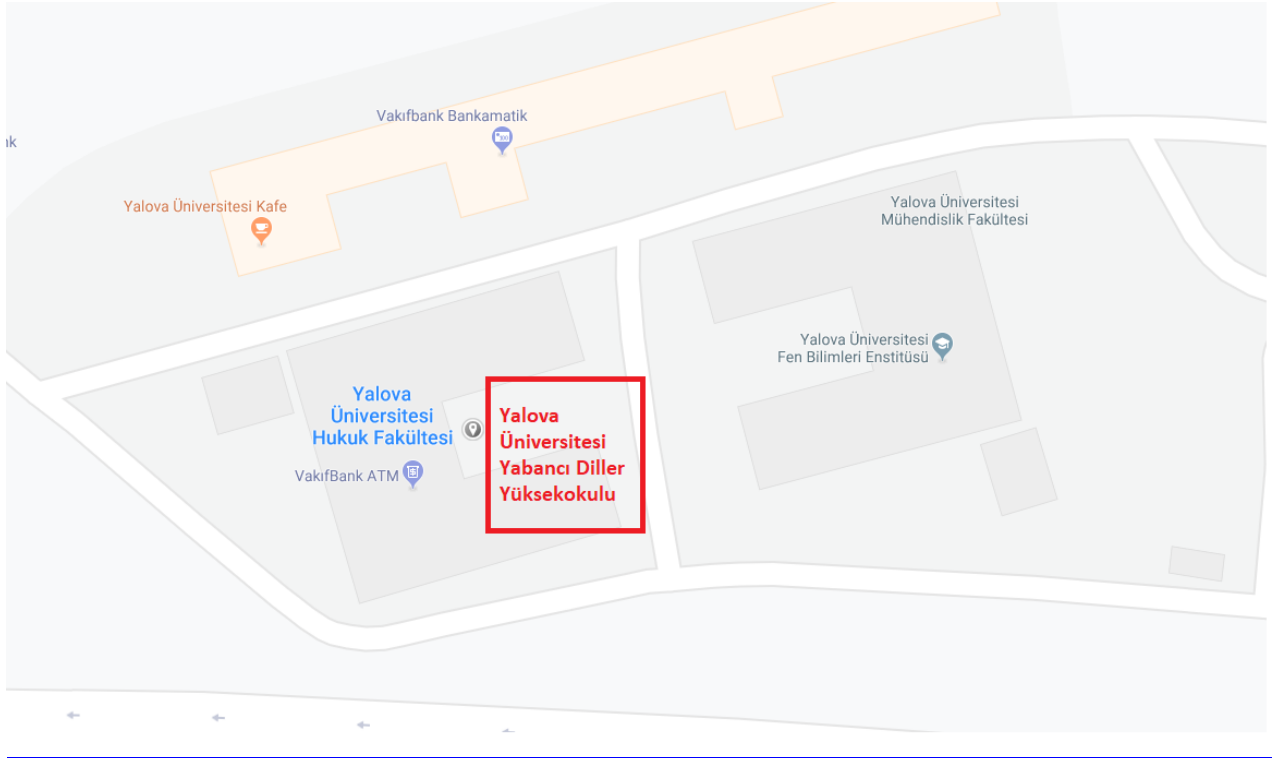 Vakıfbank Bankamatik
ık
Yalova Üniversitesi Kafe
Yalova Üniversitesi
Mühendislik Fakültesi
Yalova Üniversitesi
Fen Bilimleri Enstitüsü
Yalova
Üniversitesi
Hukuk Fakültesi
VakıfBank ATM
Yalova
Üniversitesi
Yabancı Diller
Yüksekokulu